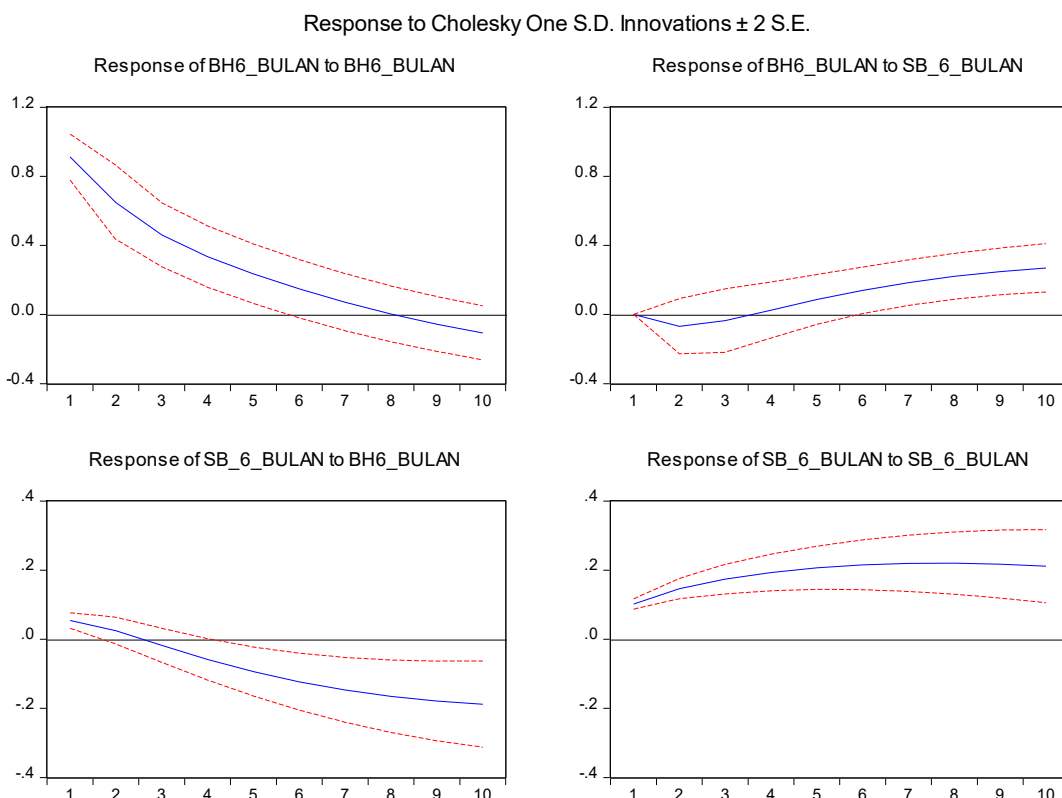 Response to Cholesky One S.D. Innovations ± 2 S.E.
Response of BH6_BULAN to BH6_BULAN
1.2
0.8
0.4
0.0
-0.4
1 2 3 4 5 6 7 8 9 10
Response of BH6_BULAN to SB_6_BULAN
1.2
0.8
0.4
0.0
-0.4
1 2 3 4 5 6 7 8 9 10
Response of SB_6_BULAN to BH6_BULAN
.4
.2
.0
-.2
-.4
1 2 3 4 5 6 7 8 9 10
Response of SB_6_BULAN to SB_6_BULAN
.4
.2
.0
-.2
-.4
1 2 3 4 5 6 7 8 9 10